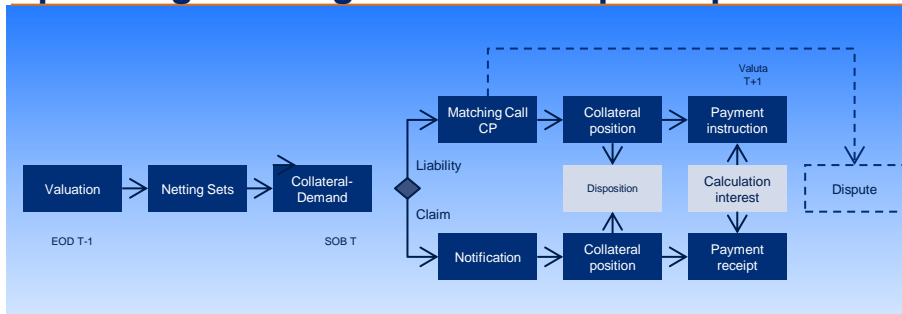 Valuta
T+1
Matching Call
CP
Collateral
position
Payment
instruction
Liability
Valuation
Netting Sets
Collateral-
Demand
Disposition
Calculation
interest
Dispute
Claim
EOD T-1
SOB T
Notification
Collateral
position
Payment
receipt